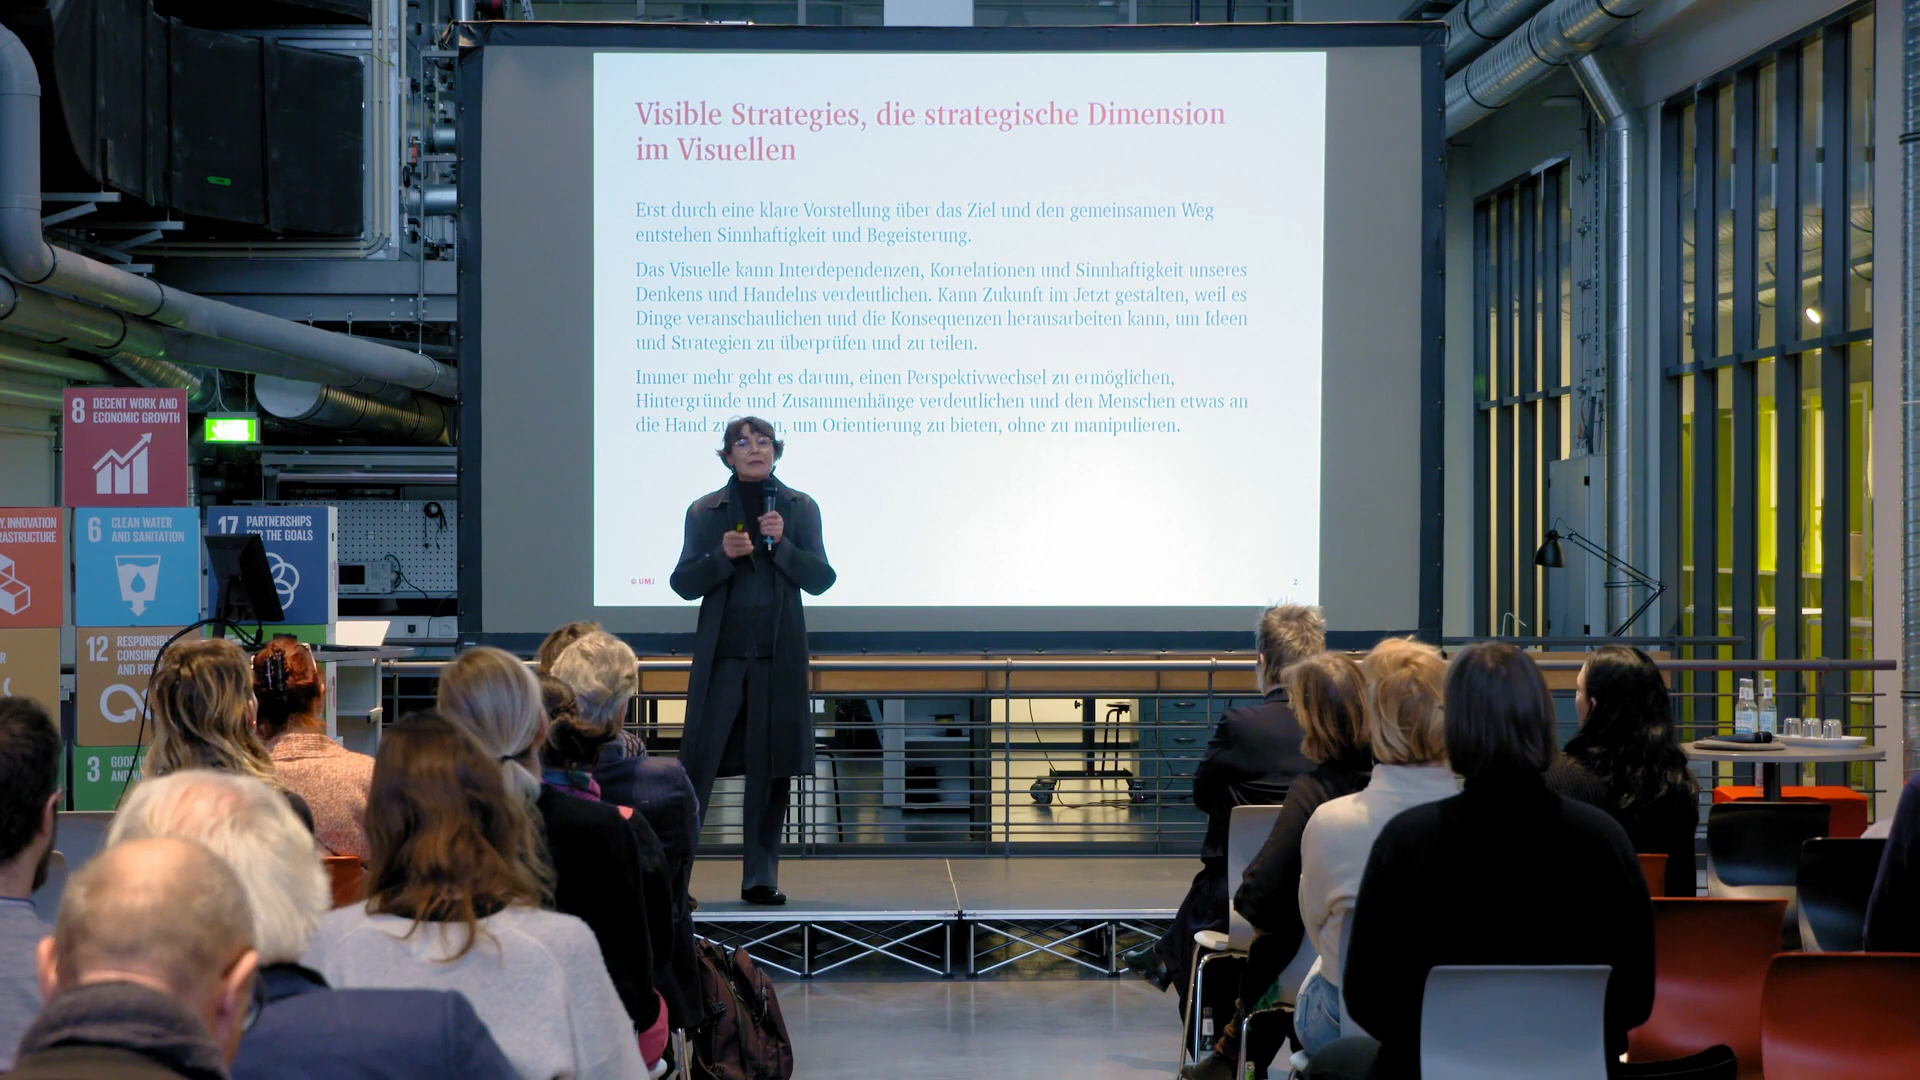 Visible Strategies, die strategische Dimension
im Visuellen
Erst durch eine klare Vorstellung über das Ziel und den gemeinsamen Weg
entstehen Sinnhaftigkeit und Begeisterung.
Das Visuelle kann Interdependenzen, Korrelationen und Sinnhaftigkeit unseres
Denkens und Handelns verdeutlichen. Kann Zukunft im Jetzt gestalten, weil es
Dinge veranschaulichen und die Konsequenzen herausarbeiten kann, um Ideen
und Strategien zu überprüfen und zu teilen.
Immer mehr geht es darum, einen Perspektivwechsel zu ermöglichen,
Hintergründe und Zusammenhänge verdeutlichen und den Menschen etwas an
die Hand um Orientierung zu bieten, ohne zu manipulieren.
© UMJ
2
8 DECENT WORK AND
ECONOMIC GROWTH
INNOVATION
6 CLEAN WATER
AND SANITATION
17 PARTNERSHIPS
THE GOALS
12
AND
3
AND